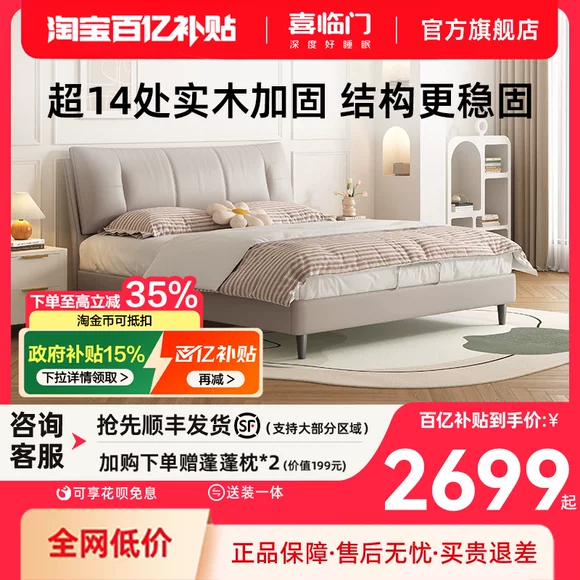 淘宝百亿补贴
喜临门
深度好睡眠
官方旗舰店
超14处实木加固 结构更稳固
下单至高立减35%
淘金币可抵扣
政府补贴15%
下拉详情领取>
百亿补贴
再减>
咨询
客服
抢先顺丰发货 SF (支持大部分区域)
加购下单赠蓬蓬枕*2 (价值199元)
可享花呗免息
送装一体
百亿补贴到手价:¥
2699起
全网低价
正品保障·售后无忧·买贵退差